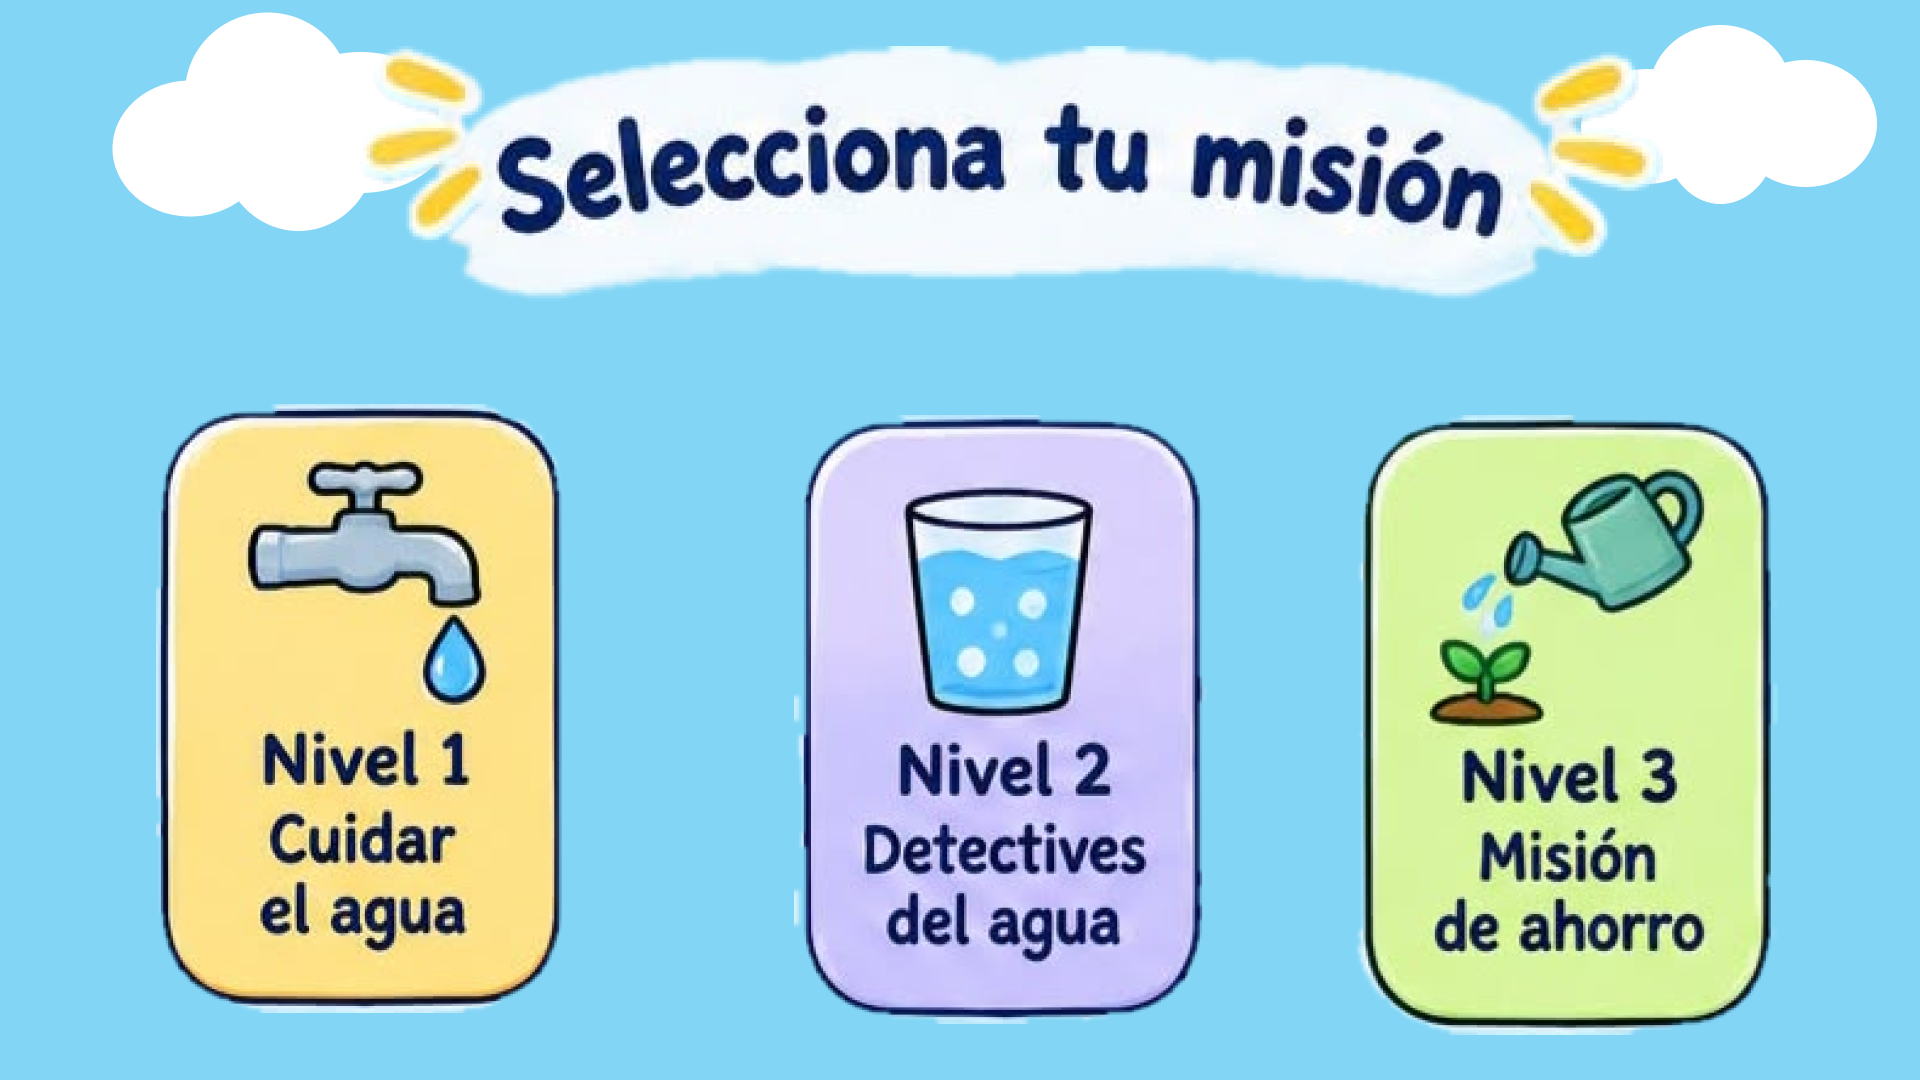 Selecciona tu misión
Nivel 1
Cuidar
el agua
Nivel 2
Detectives
del agua
Nivel 3
Misión
de ahorro